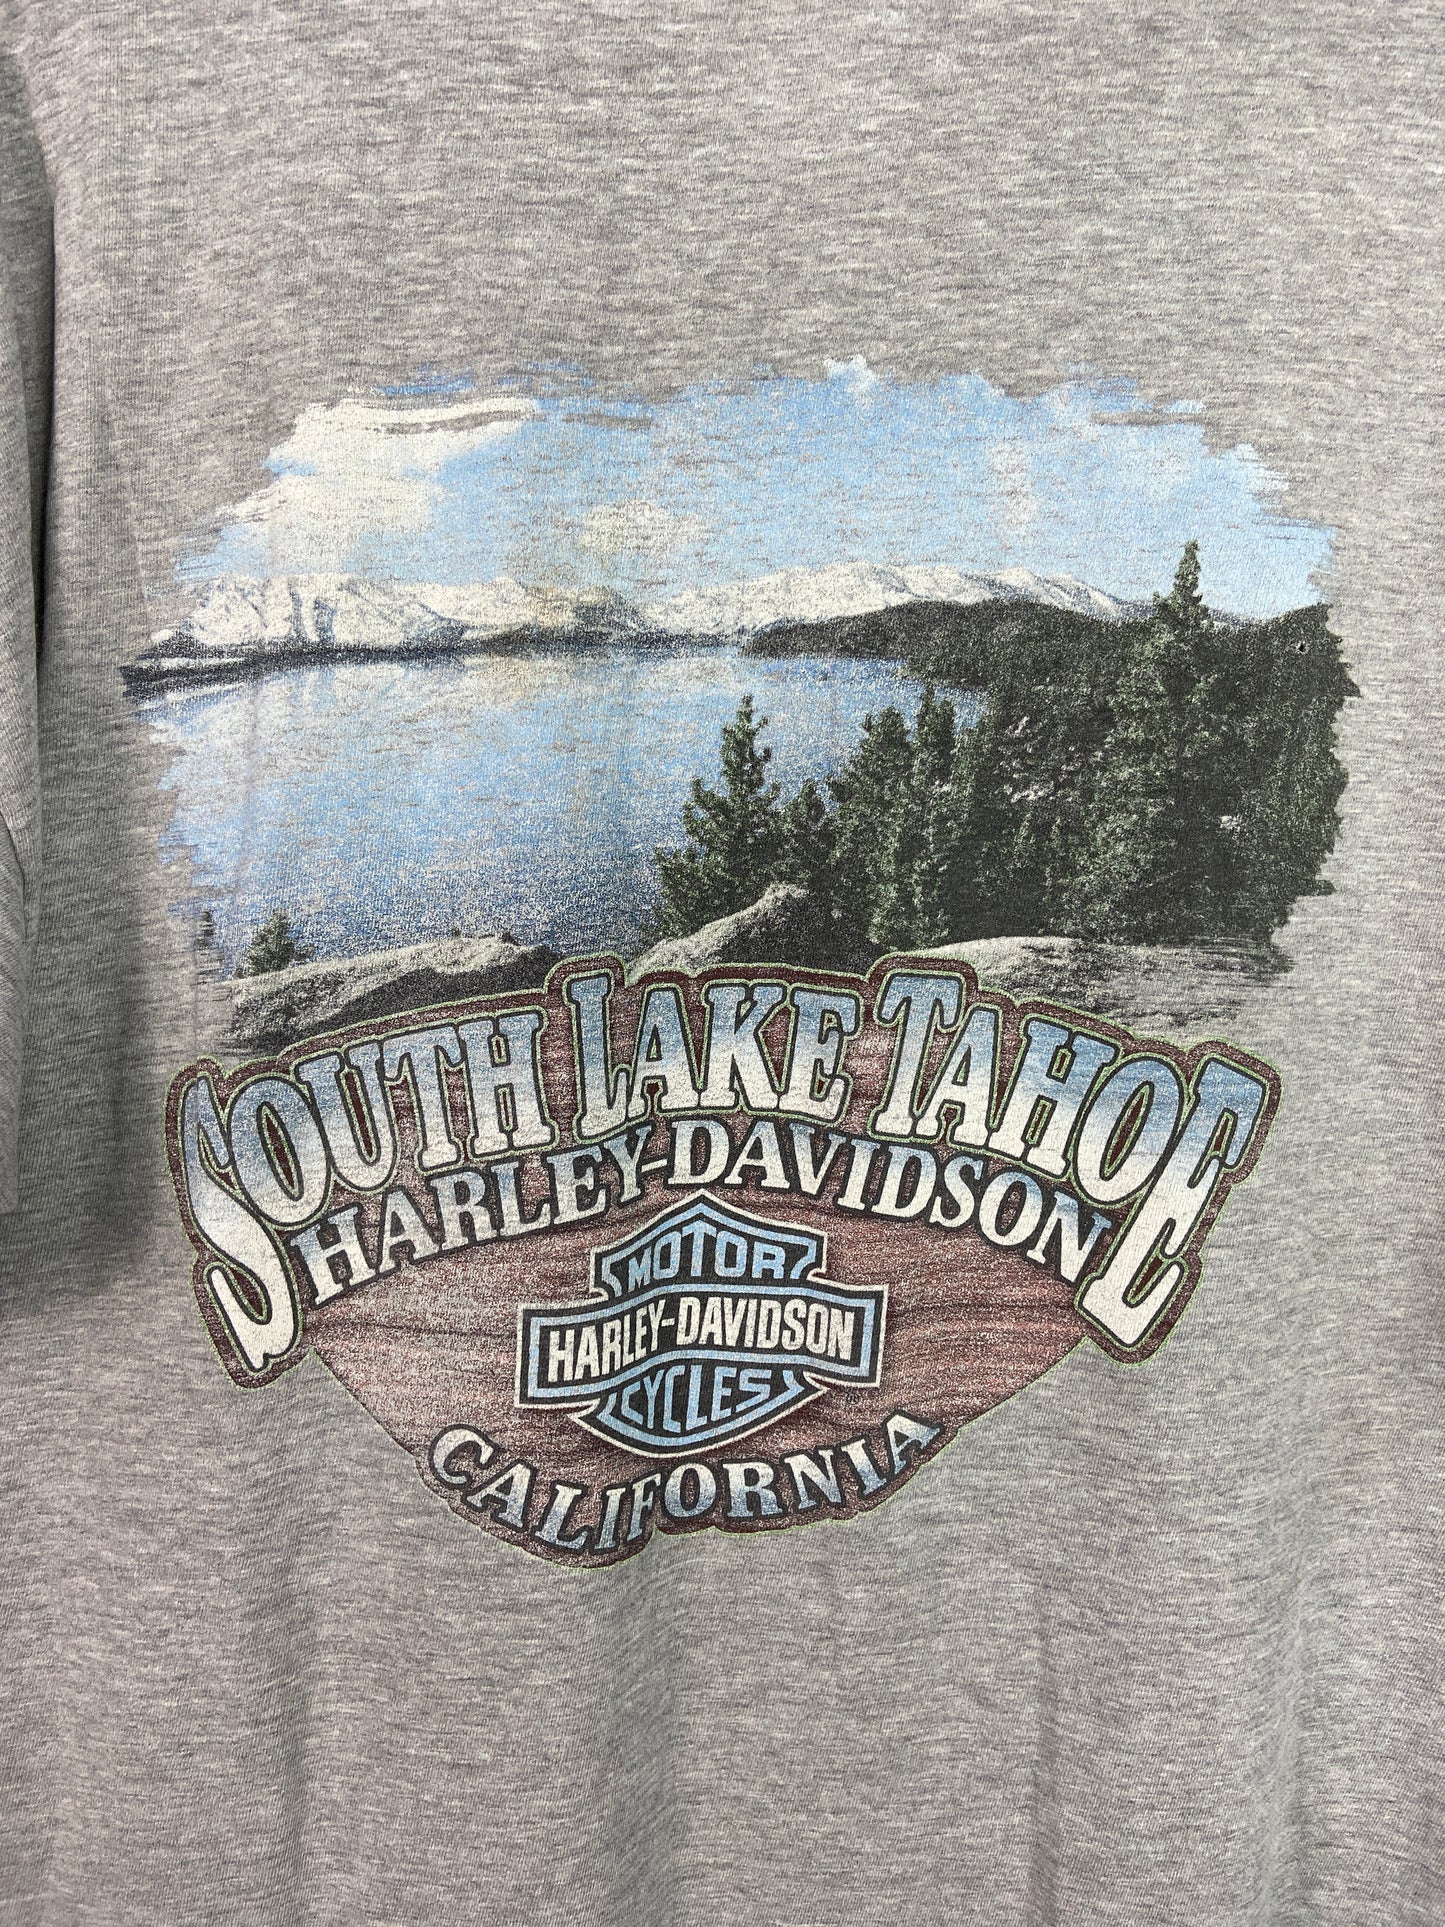 SOUTH LAKE TAHOE
HARLEY-DAVIDSON
MOTOR
HARLEY-DAVIDSON
CYCLES
®
CALIFORNIA